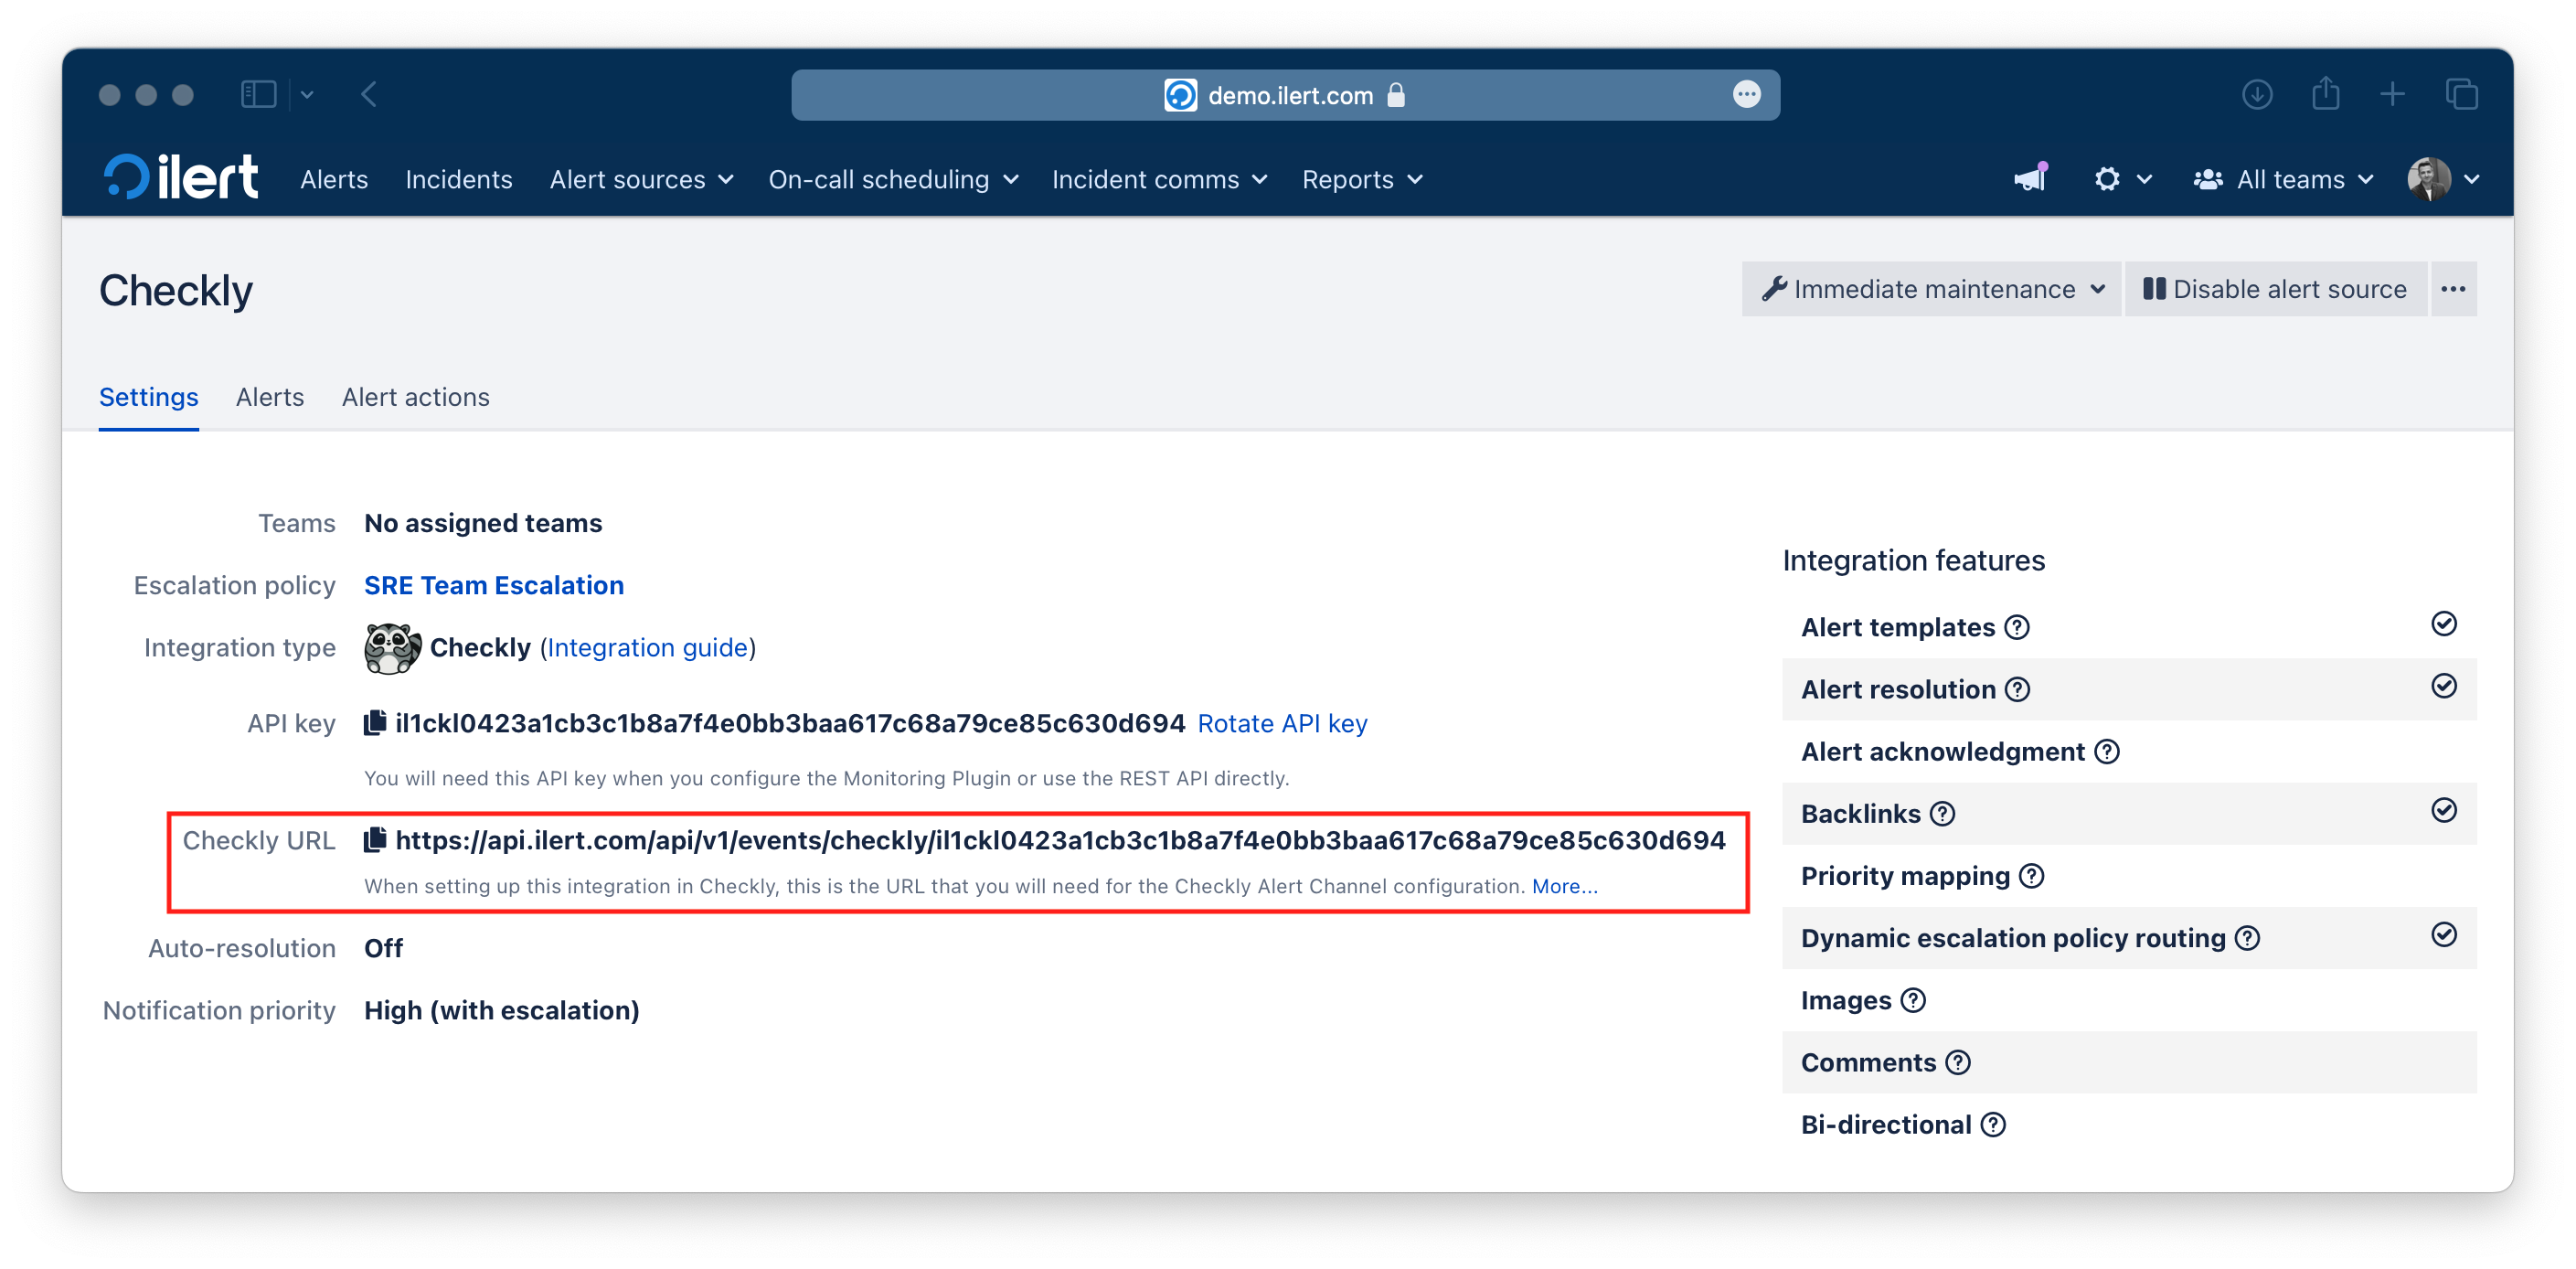 demo.ilert.com
ilert Alerts Incidents Alert sources On-call scheduling Incident comms Reports All teams
Checkly
Immediate maintenance Disable alert source
Settings Alerts Alert actions
Teams No assigned teams
Escalation policy SRE Team Escalation
Integration type Checkly (Integration guide)
API key il1ckl0423a1cb3c1b8a7f4e0bb3baa617c68a79ce85c630d694 Rotate API key
You will need this API key when you configure the Monitoring Plugin or use the REST API directly.
Checkly URL https://api.ilert.com/api/v1/events/checkly/il1ckl0423a1cb3c1b8a7f4e0bb3baa617c68a79ce85c630d694
When setting up this integration in Checkly, this is the URL that you will need for the Checkly Alert Channel configuration. More...
Auto-resolution Off
Notification priority High (with escalation)
Integration features
Alert templates
Alert resolution
Alert acknowledgment
Backlinks
Priority mapping
Dynamic escalation policy routing
Images
Comments
Bi-directional